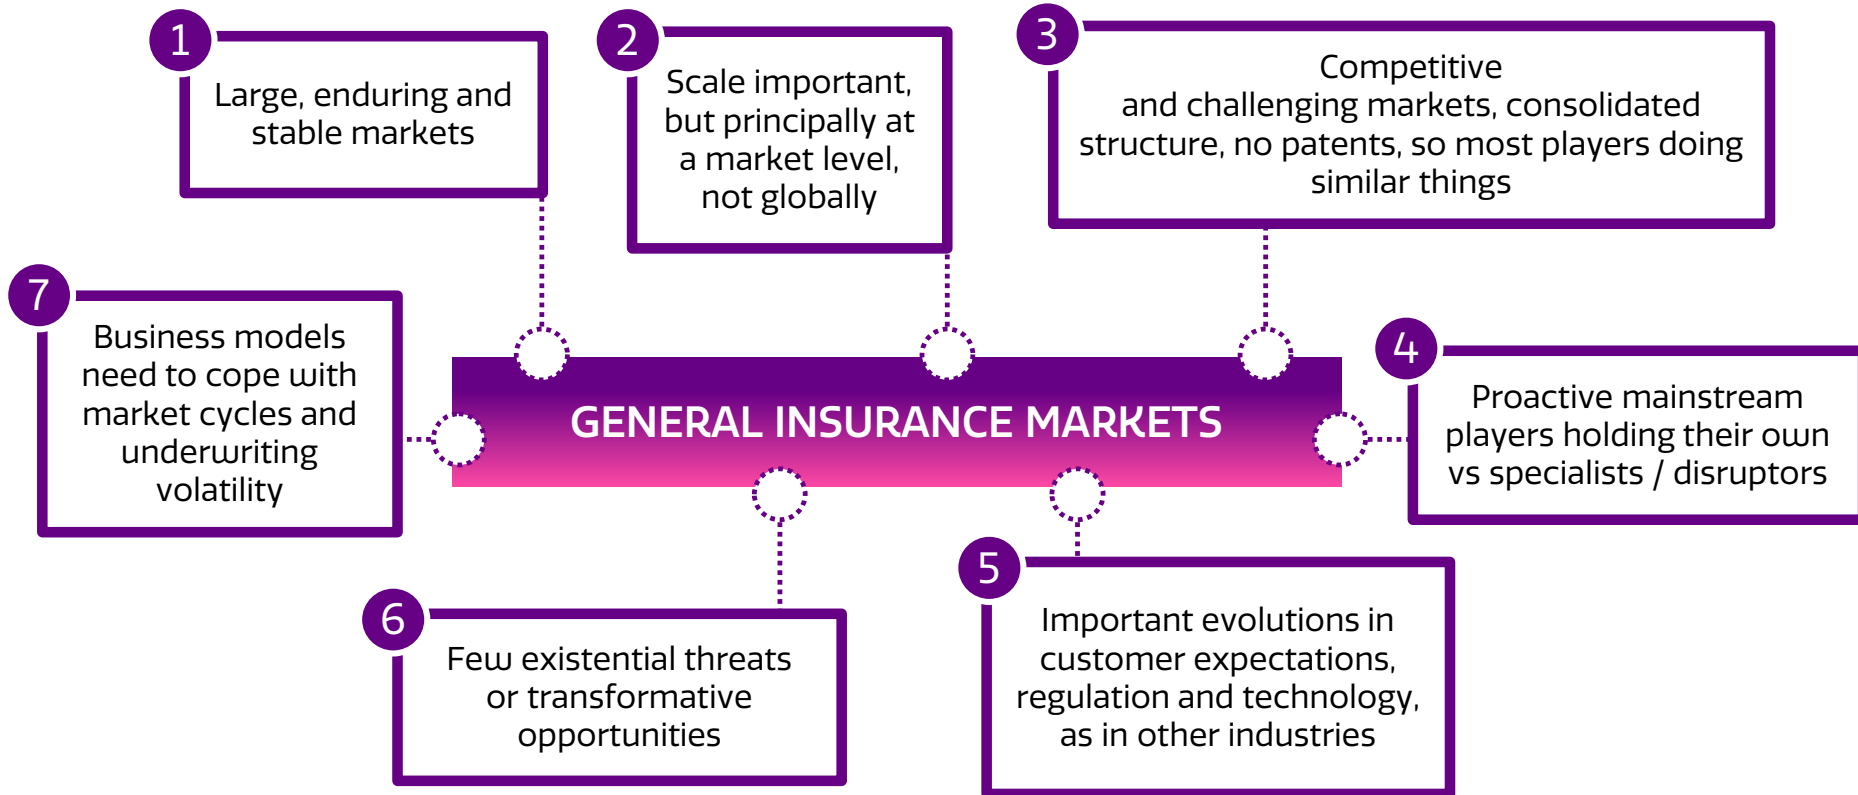 1
Large, enduring and
stable markets
2
Scale important,
but principally at
a market level,
not globally
3
Competitive
and challenging markets, consolidated
structure, no patents, so most players doing
similar things
7
Business models
need to cope with
market cycles and
underwriting
volatility
GENERAL INSURANCE MARKETS
4
Proactive mainstream
players holding their own
vs specialists / disruptors
6
Few existential threats
or transformative
opportunities
5
Important evolutions in
customer expectations,
regulation and technology,
as in other industries